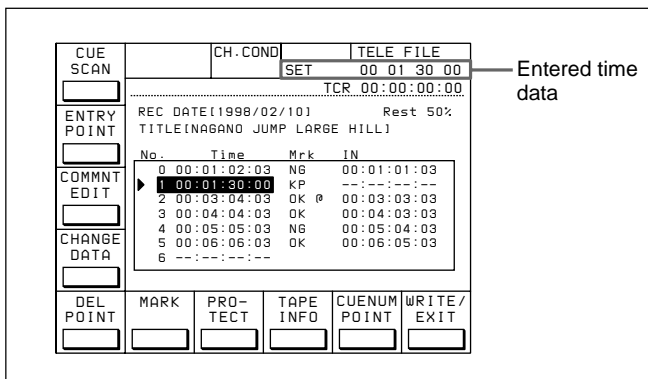 CUE SCAN
CH.COND
TELE FILE
SET 00 01 30 00
Entered time data
TCR 00:00:00:00
ENTRY POINT
REC DATE[1998/02/10] Rest 50%
TITLE[NAGANO JUMP LARGE HILL]
No. Time Mrk IN
0 00:01:02:03 NG 00:01:01:03
COMMNT EDIT
1 00:01:30:00 KP --:--:--:--
2 00:03:04:03 OK @ 00:03:03:03
3 00:04:04:03 OK 00:04:03:03
4 00:05:05:03 NG 00:05:04:03
CHANGE DATA
5 00:06:06:03 OK 00:06:05:03
6 --:--:--:--
DEL POINT
MARK
PRO-TECT
TAPE INFO
CUENUM POINT
WRITE/EXIT